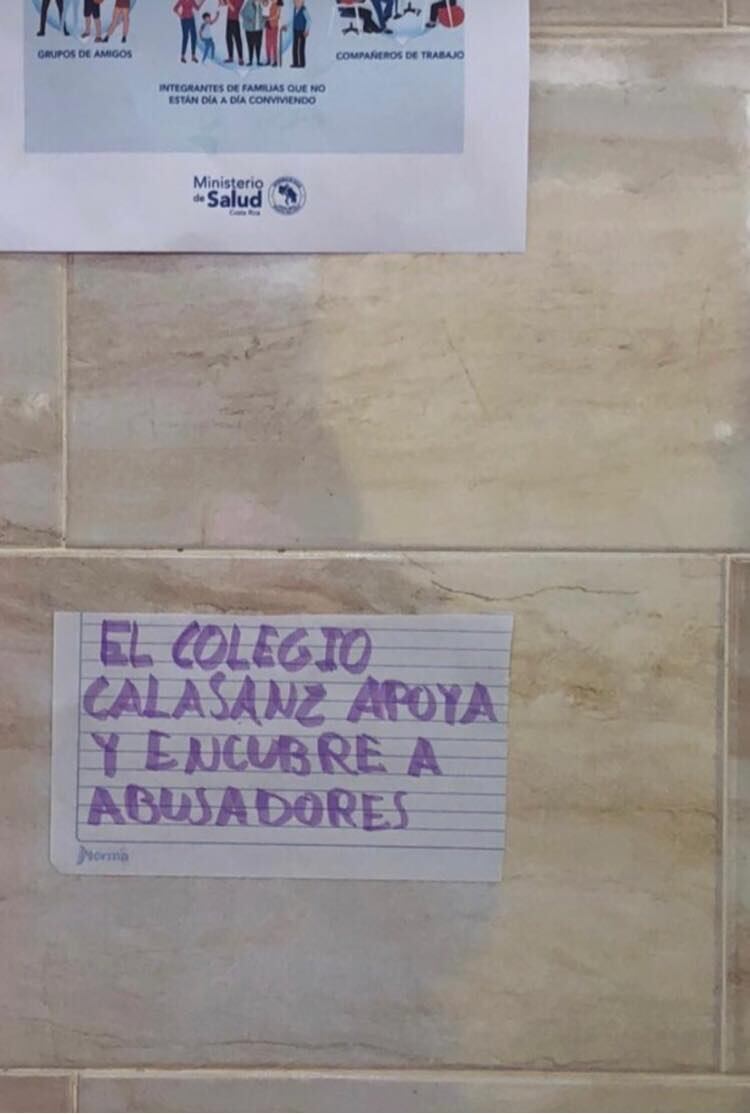 GRUPOS DE AMIGOS
COMPAÑEROS DE TRABAJO
INTEGRANTES DE FAMILIAS QUE NO
ESTÁN DÍA A DÍA CONVIVIENDO
Ministerio
de Salud
Costa Rica
EL COLEGIO
CALASANZ APOYA
Y ENCUBRE A
ABUSADORES
Norma